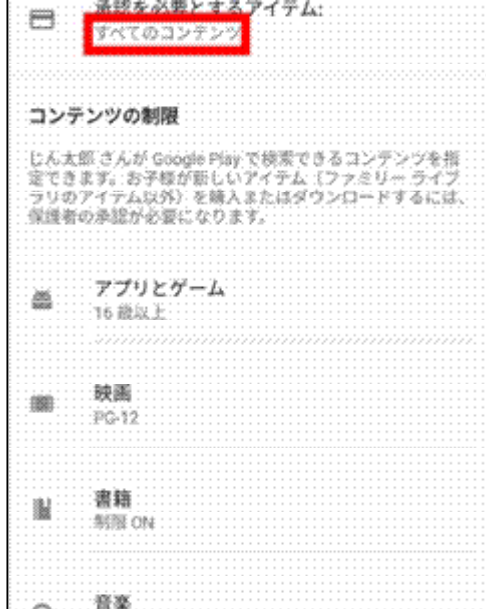 承認を必要とするアイテム:
すべてのコンテンツ
コンテンツの制限
じん太郎 さんが Google Play で検索できるコンテンツを指
定できます。お子様が新しいアイテム（ファミリー ライブ
ラリのアイテム以外）を購入またはダウンロードするには、
保護者の承認が必要になります。
アプリとゲーム
16 歳以上
映画
PG-12
書籍
制限 ON
音楽